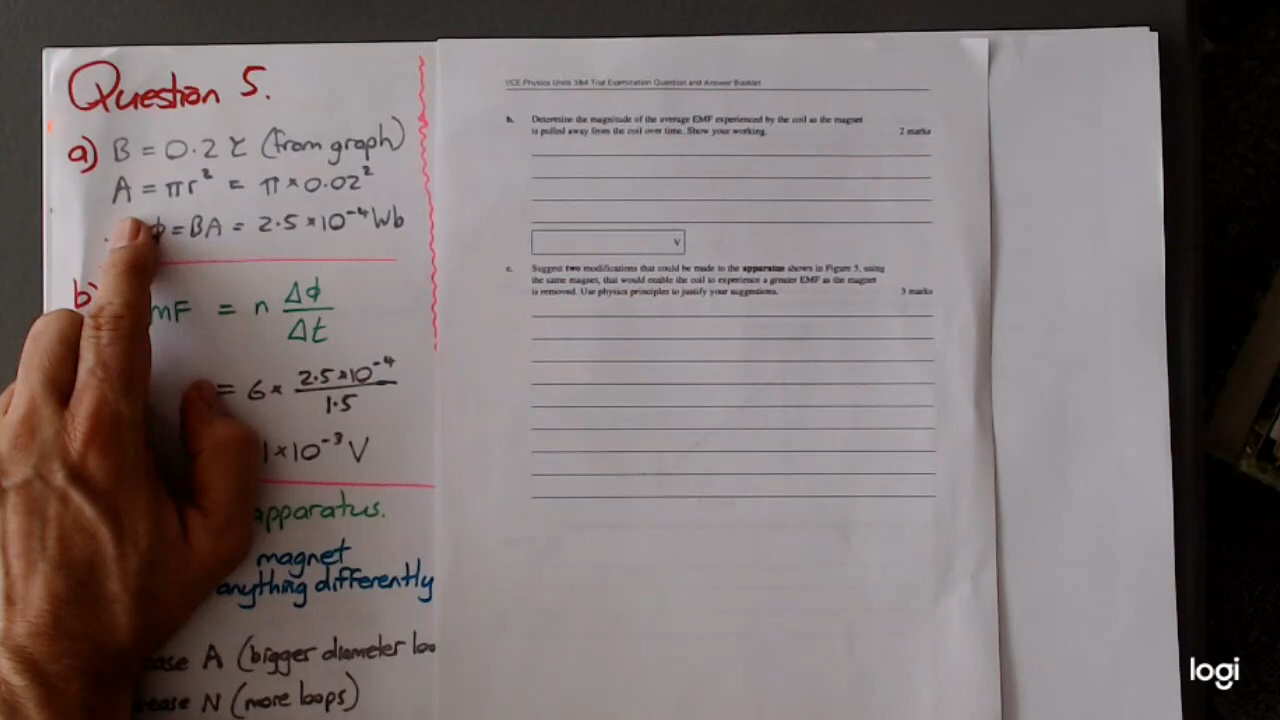 Question 5.
a) B = 0.2 T (from graph)
A = πr² = π × 0.02²
ϕ = BA = 2.5 × 10⁻⁴ Wb
b)
mF = n Δϕ / Δt
= 6 × 2.5 × 10⁻⁴ / 1.5
1 × 10⁻³ V
apparatus.
magnet
anything differently
ease A (bigger diameter loo
rease N (more loops)
VCE Physics Units 3&4 Trial Examination Question and Answer Booklet
b. Determine the magnitude of the average EMF experienced by the coil as the magnet
is pulled away from the coil over time. Show your working. 2 marks
V
c. Suggest two modifications that could be made to the apparatus shown in Figure 5, using
the same magnet, that would enable the coil to experience a greater EMF as the magnet
is removed. Use physics principles to justify your suggestions. 3 marks
logi